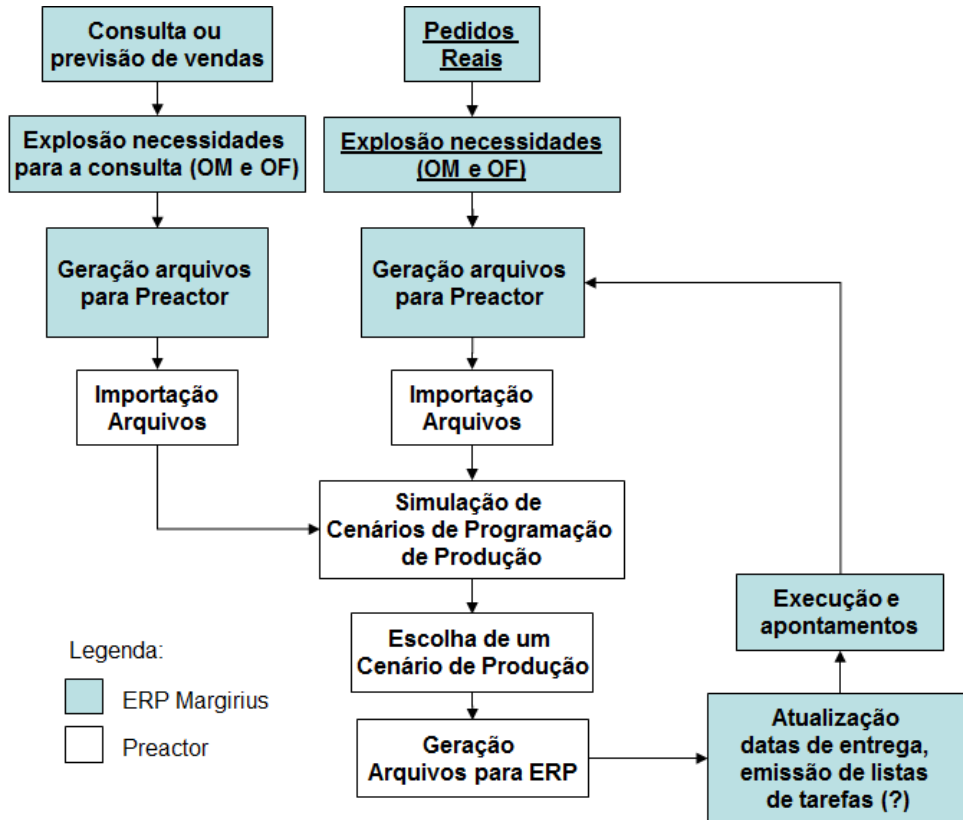 Consulta ou
previsão de vendas
Pedidos
Reais
Explosão necessidades
para a consulta (OM e OF)
Explosão necessidades
(OM e OF)
Geração arquivos
para Preactor
Geração arquivos
para Preactor
Importação
Arquivos
Importação
Arquivos
Simulação de
Cenários de Programação
de Produção
Escolha de um
Cenário de Produção
Geração
Arquivos para ERP
Atualização
datas de entrega,
emissão de listas
de tarefas (?)
Execução e
apontamentos
Legenda:
ERP Margirius
Preactor